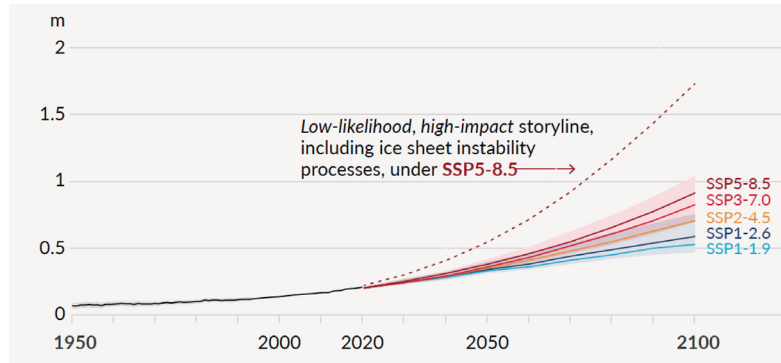 m
2
1.5
Low-likelihood, high-impact storyline,
including ice sheet instability
processes, under SSP5-8.5
1
SSP5-8.5
SSP3-7.0
SSP2-4.5
0.5
SSP1-2.6
SSP1-1.9
0
1950 2000 2020 2050 2100